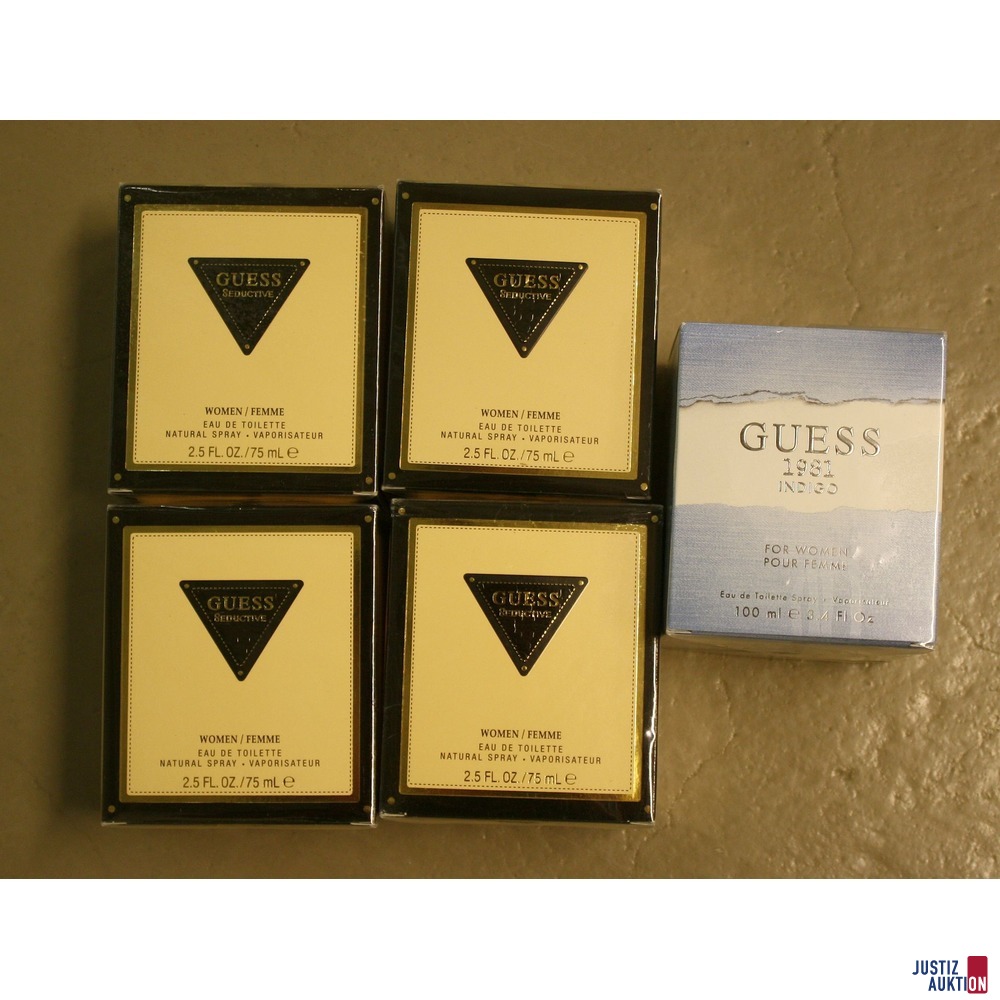 GUESS
SEDUCTIVE
WOMEN / FEMME
EAU DE TOILETTE
NATURAL SPRAY • VAPORISATEUR
2.5 FL. OZ./75 mL ℮
GUESS
SEDUCTIVE
WOMEN / FEMME
EAU DE TOILETTE
NATURAL SPRAY • VAPORISATEUR
2.5 FL. OZ./75 mL ℮
GUESS
SEDUCTIVE
WOMEN / FEMME
EAU DE TOILETTE
NATURAL SPRAY • VAPORISATEUR
2.5 FL. OZ./75 mL ℮
GUESS
SEDUCTIVE
WOMEN / FEMME
EAU DE TOILETTE
NATURAL SPRAY • VAPORISATEUR
2.5 FL. OZ./75 mL ℮
GUESS
1981
INDIGO
FOR WOMEN /
POUR FEMME
Eau de Toilette Spray • Vaporisateur
100 ml ℮ 3.4 Fl Oz
JUSTIZ
AUKTION